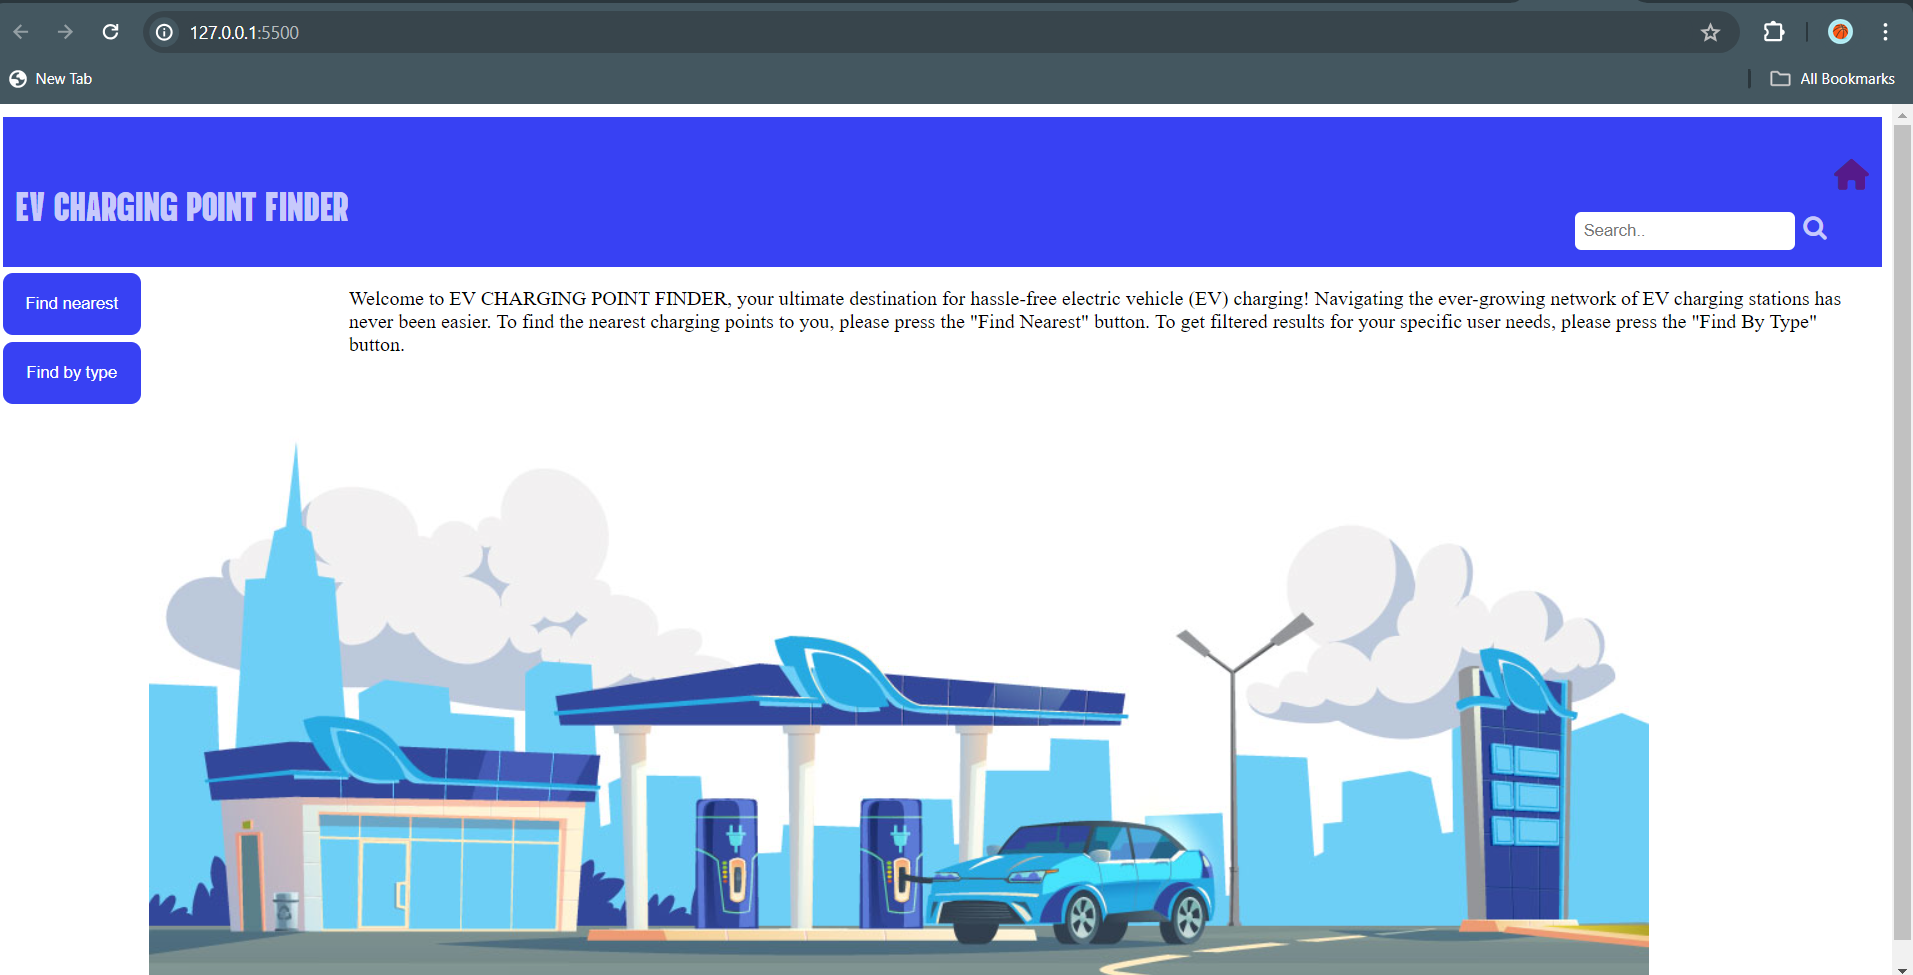 127.0.0.1:5500
New Tab
All Bookmarks
EV CHARGING POINT FINDER
Search..
Find nearest
Find by type
Welcome to EV CHARGING POINT FINDER, your ultimate destination for hassle-free electric vehicle (EV) charging! Navigating the ever-growing network of EV charging stations has
never been easier. To find the nearest charging points to you, please press the "Find Nearest" button. To get filtered results for your specific user needs, please press the "Find By Type"
button.